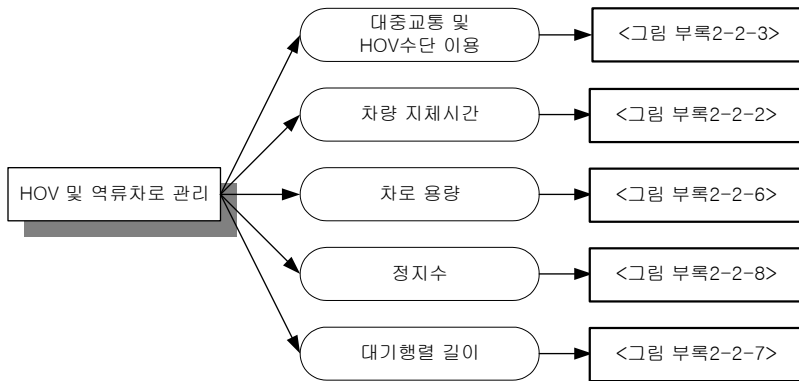 대중교통 및
HOV수단 이용
<그림 부록2-2-3>
차량 지체시간
<그림 부록2-2-2>
HOV 및 역류차로 관리
차로 용량
<그림 부록2-2-6>
정지수
<그림 부록2-2-8>
대기행렬 길이
<그림 부록2-2-7>